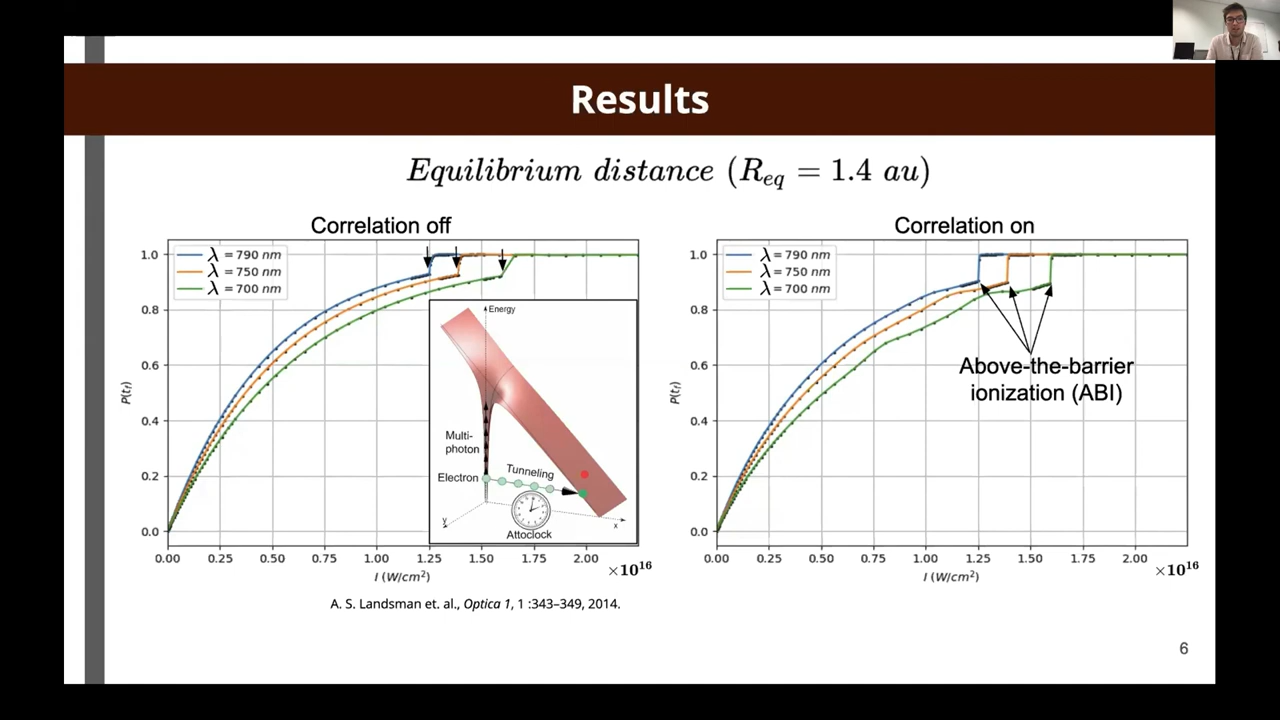 Results
Equilibrium distance (R_eq = 1.4 au)
Correlation off
λ = 790 nm
λ = 750 nm
λ = 700 nm
1.0
0.8
0.6
0.4
0.2
0.0
P(t_f)
0.00 0.25 0.50 0.75 1.00 1.25 1.50 1.75 2.00
×10^16
I (W/cm²)
Energy
Multi-
photon
Electron
Tunneling
Attoclock
y
x
A. S. Landsman et. al., Optica 1, 1 :343–349, 2014.
Correlation on
λ = 790 nm
λ = 750 nm
λ = 700 nm
1.0
0.8
0.6
0.4
0.2
0.0
P(t_f)
Above-the-barrier
ionization (ABI)
0.00 0.25 0.50 0.75 1.00 1.25 1.50 1.75 2.00
×10^16
I (W/cm²)
6